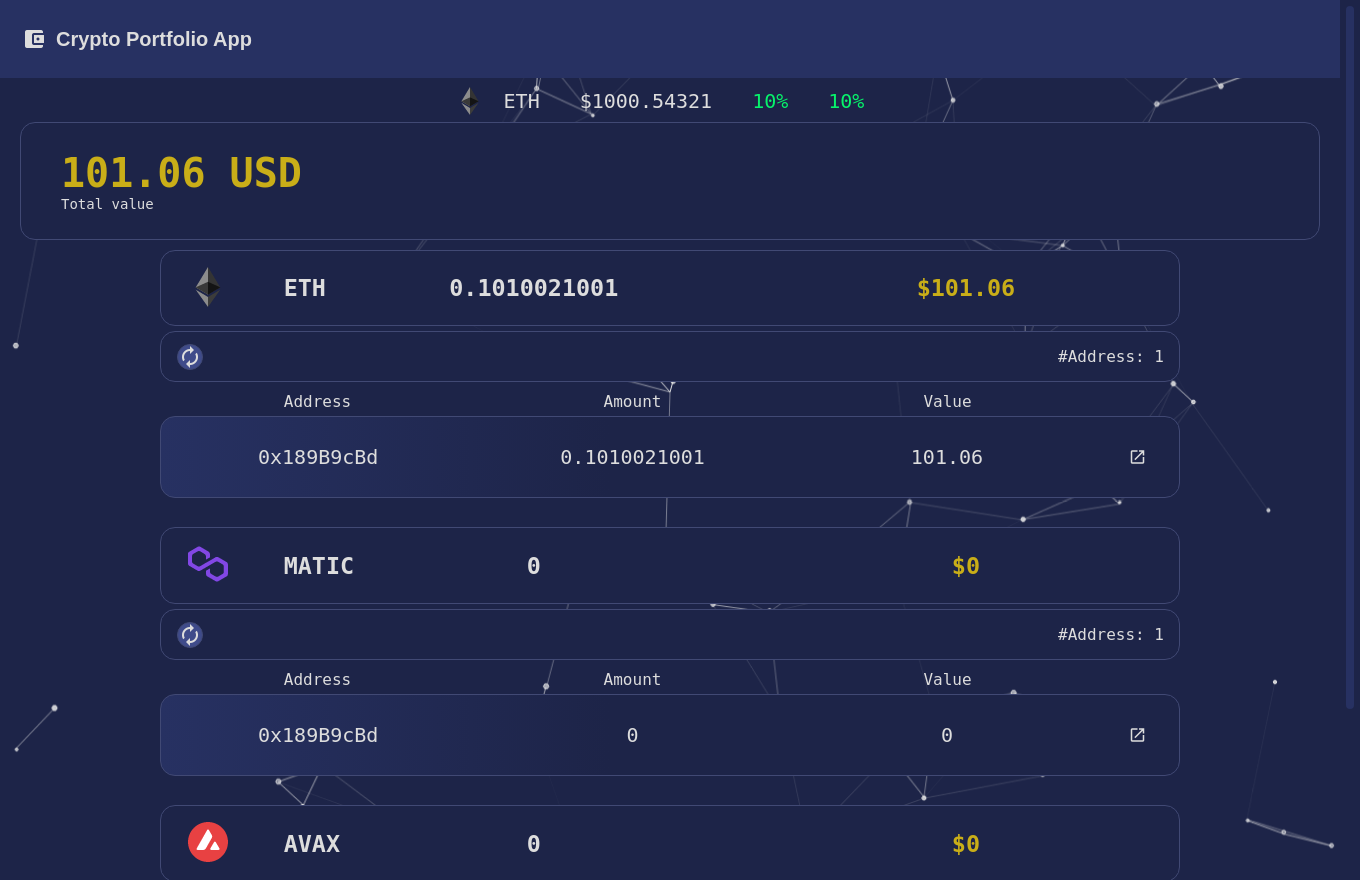 Crypto Portfolio App
ETH $1000.54321 10% 10%
101.06 USD
Total value
ETH 0.1010021001 $101.06
#Address: 1
Address Amount Value
0x189B9cBd 0.1010021001 101.06
MATIC 0 $0
#Address: 1
Address Amount Value
0x189B9cBd 0 0
AVAX 0 $0